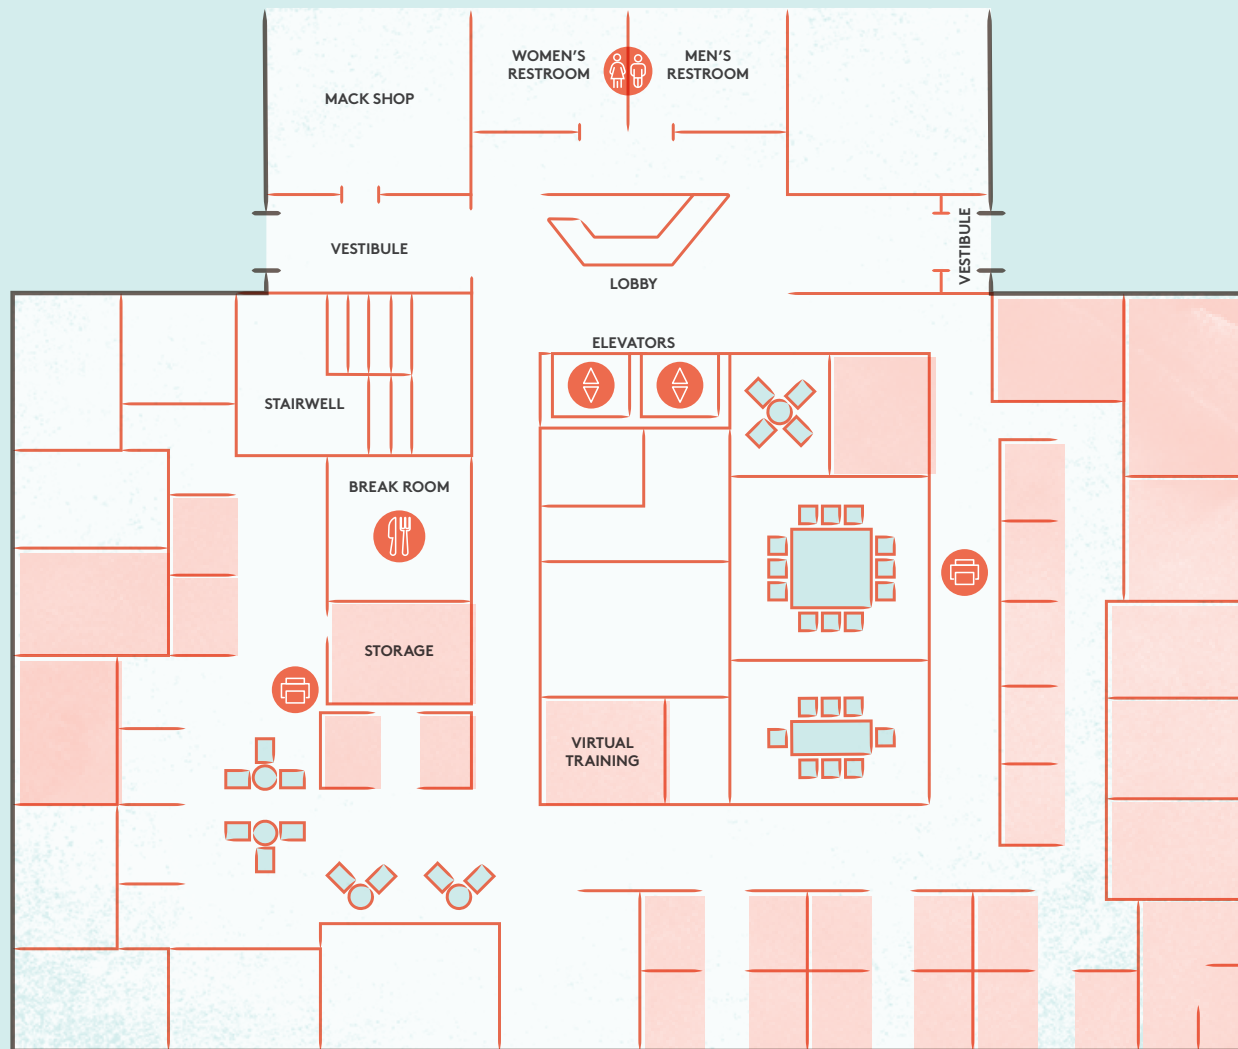 WOMEN'S
RESTROOM
MEN'S
RESTROOM
MACK SHOP
VESTIBULE
VESTIBULE
LOBBY
ELEVATORS
STAIRWELL
BREAK ROOM
STORAGE
VIRTUAL
TRAINING